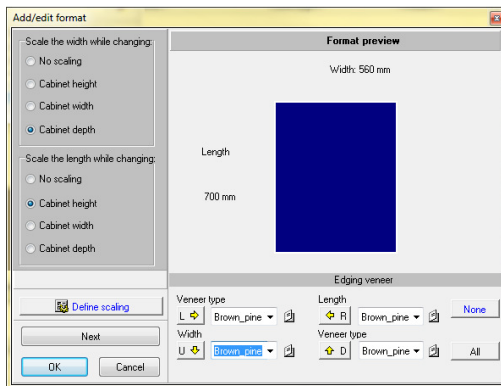 Add/edit format
Scale the width while changing:
No scaling
Cabinet height
Cabinet width
Cabinet depth
Scale the length while changing:
No scaling
Cabinet height
Cabinet width
Cabinet depth
Define scaling
Next
OK
Cancel
Format preview
Width: 560 mm
Length
700 mm
Edging veneer
Veneer type
Length
L
Brown_pine
R
Brown_pine
None
Width
Veneer type
U
Brown_pine
D
Brown_pine
All